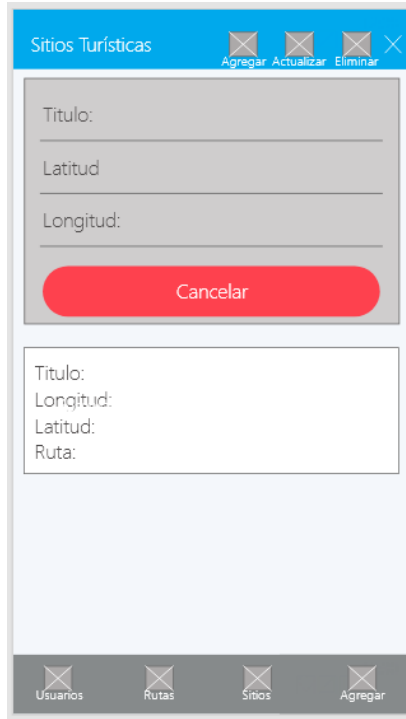 Sitios Turísticas
Agregar Actualizar Eliminar
Titulo:
Latitud
Longitud:
Cancelar
Titulo:
Longitud:
Latitud:
Ruta:
Usuarios Rutas Sitios Agregar